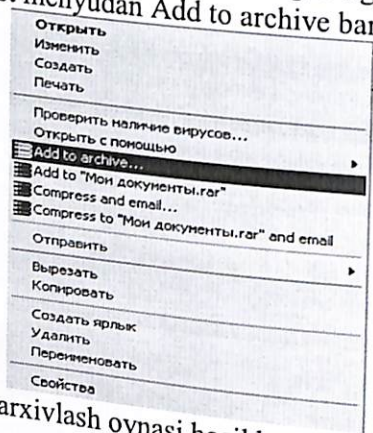 menyudan Add to archive
Открыть
Изменить
Создать
Печать
Проверить наличие вирусов...
Открыть с помощью
Add to archive...
Add to "Мои документы.rar"
Compress and email...
Compress to "Мои документы.rar" and email
Отправить
Вырезать
Копировать
Создать ярлык
Удалить
Переименовать
Свойства
arxivlash oynasi